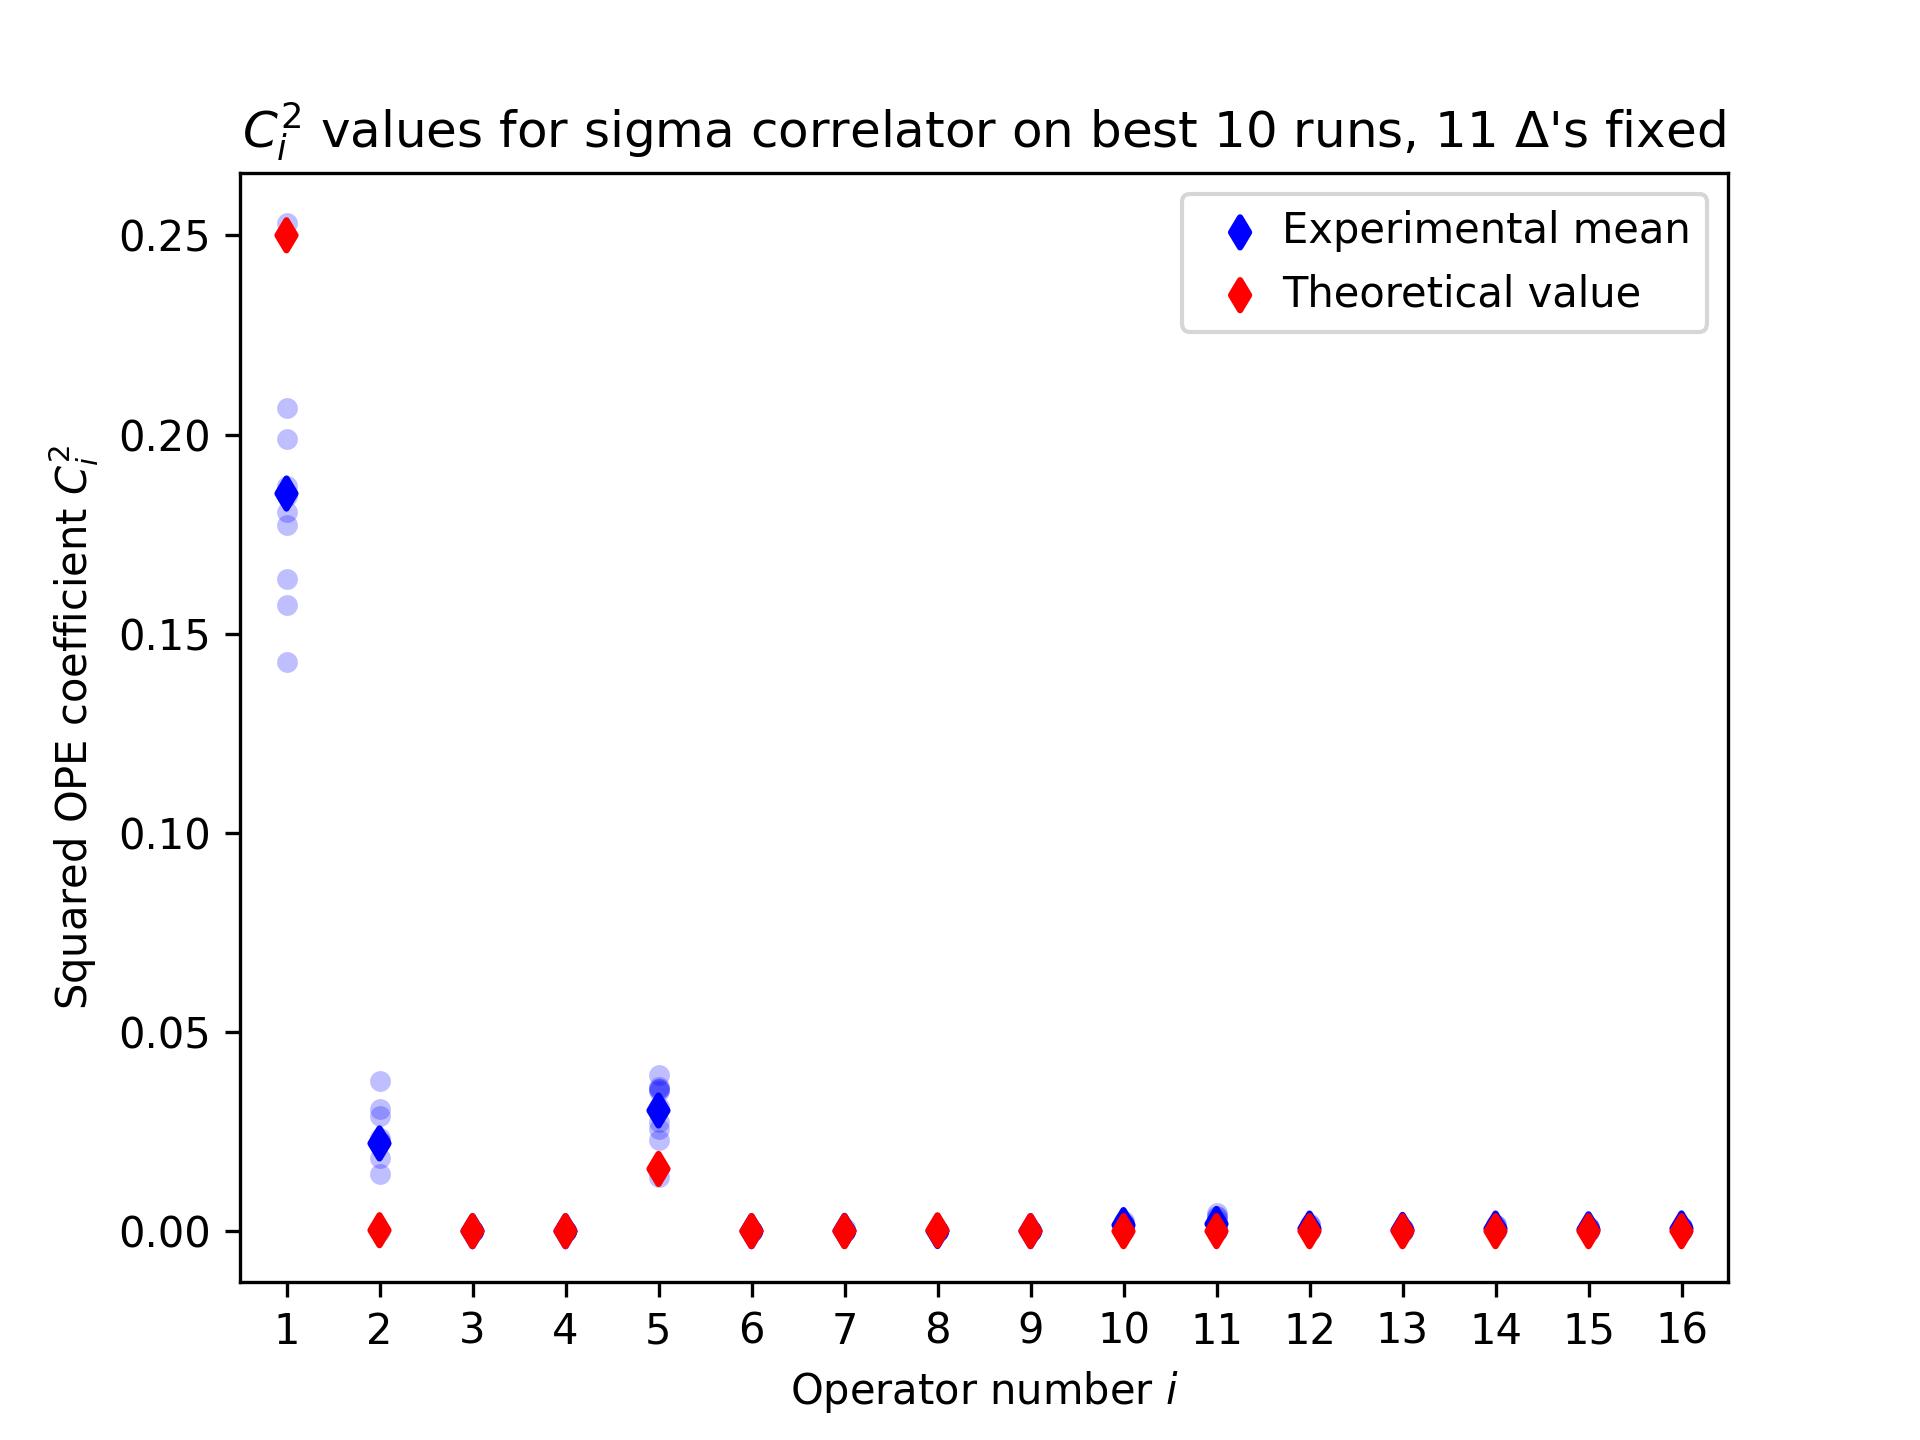 $C_i^2$ values for sigma correlator on best 10 runs, 11 Δ's fixed
Experimental mean
Theoretical value
Squared OPE coefficient $C_i^2$
0.25
0.20
0.15
0.10
0.05
0.00
1 2 3 4 5 6 7 8 9 10 11 12 13 14 15 16
Operator number i